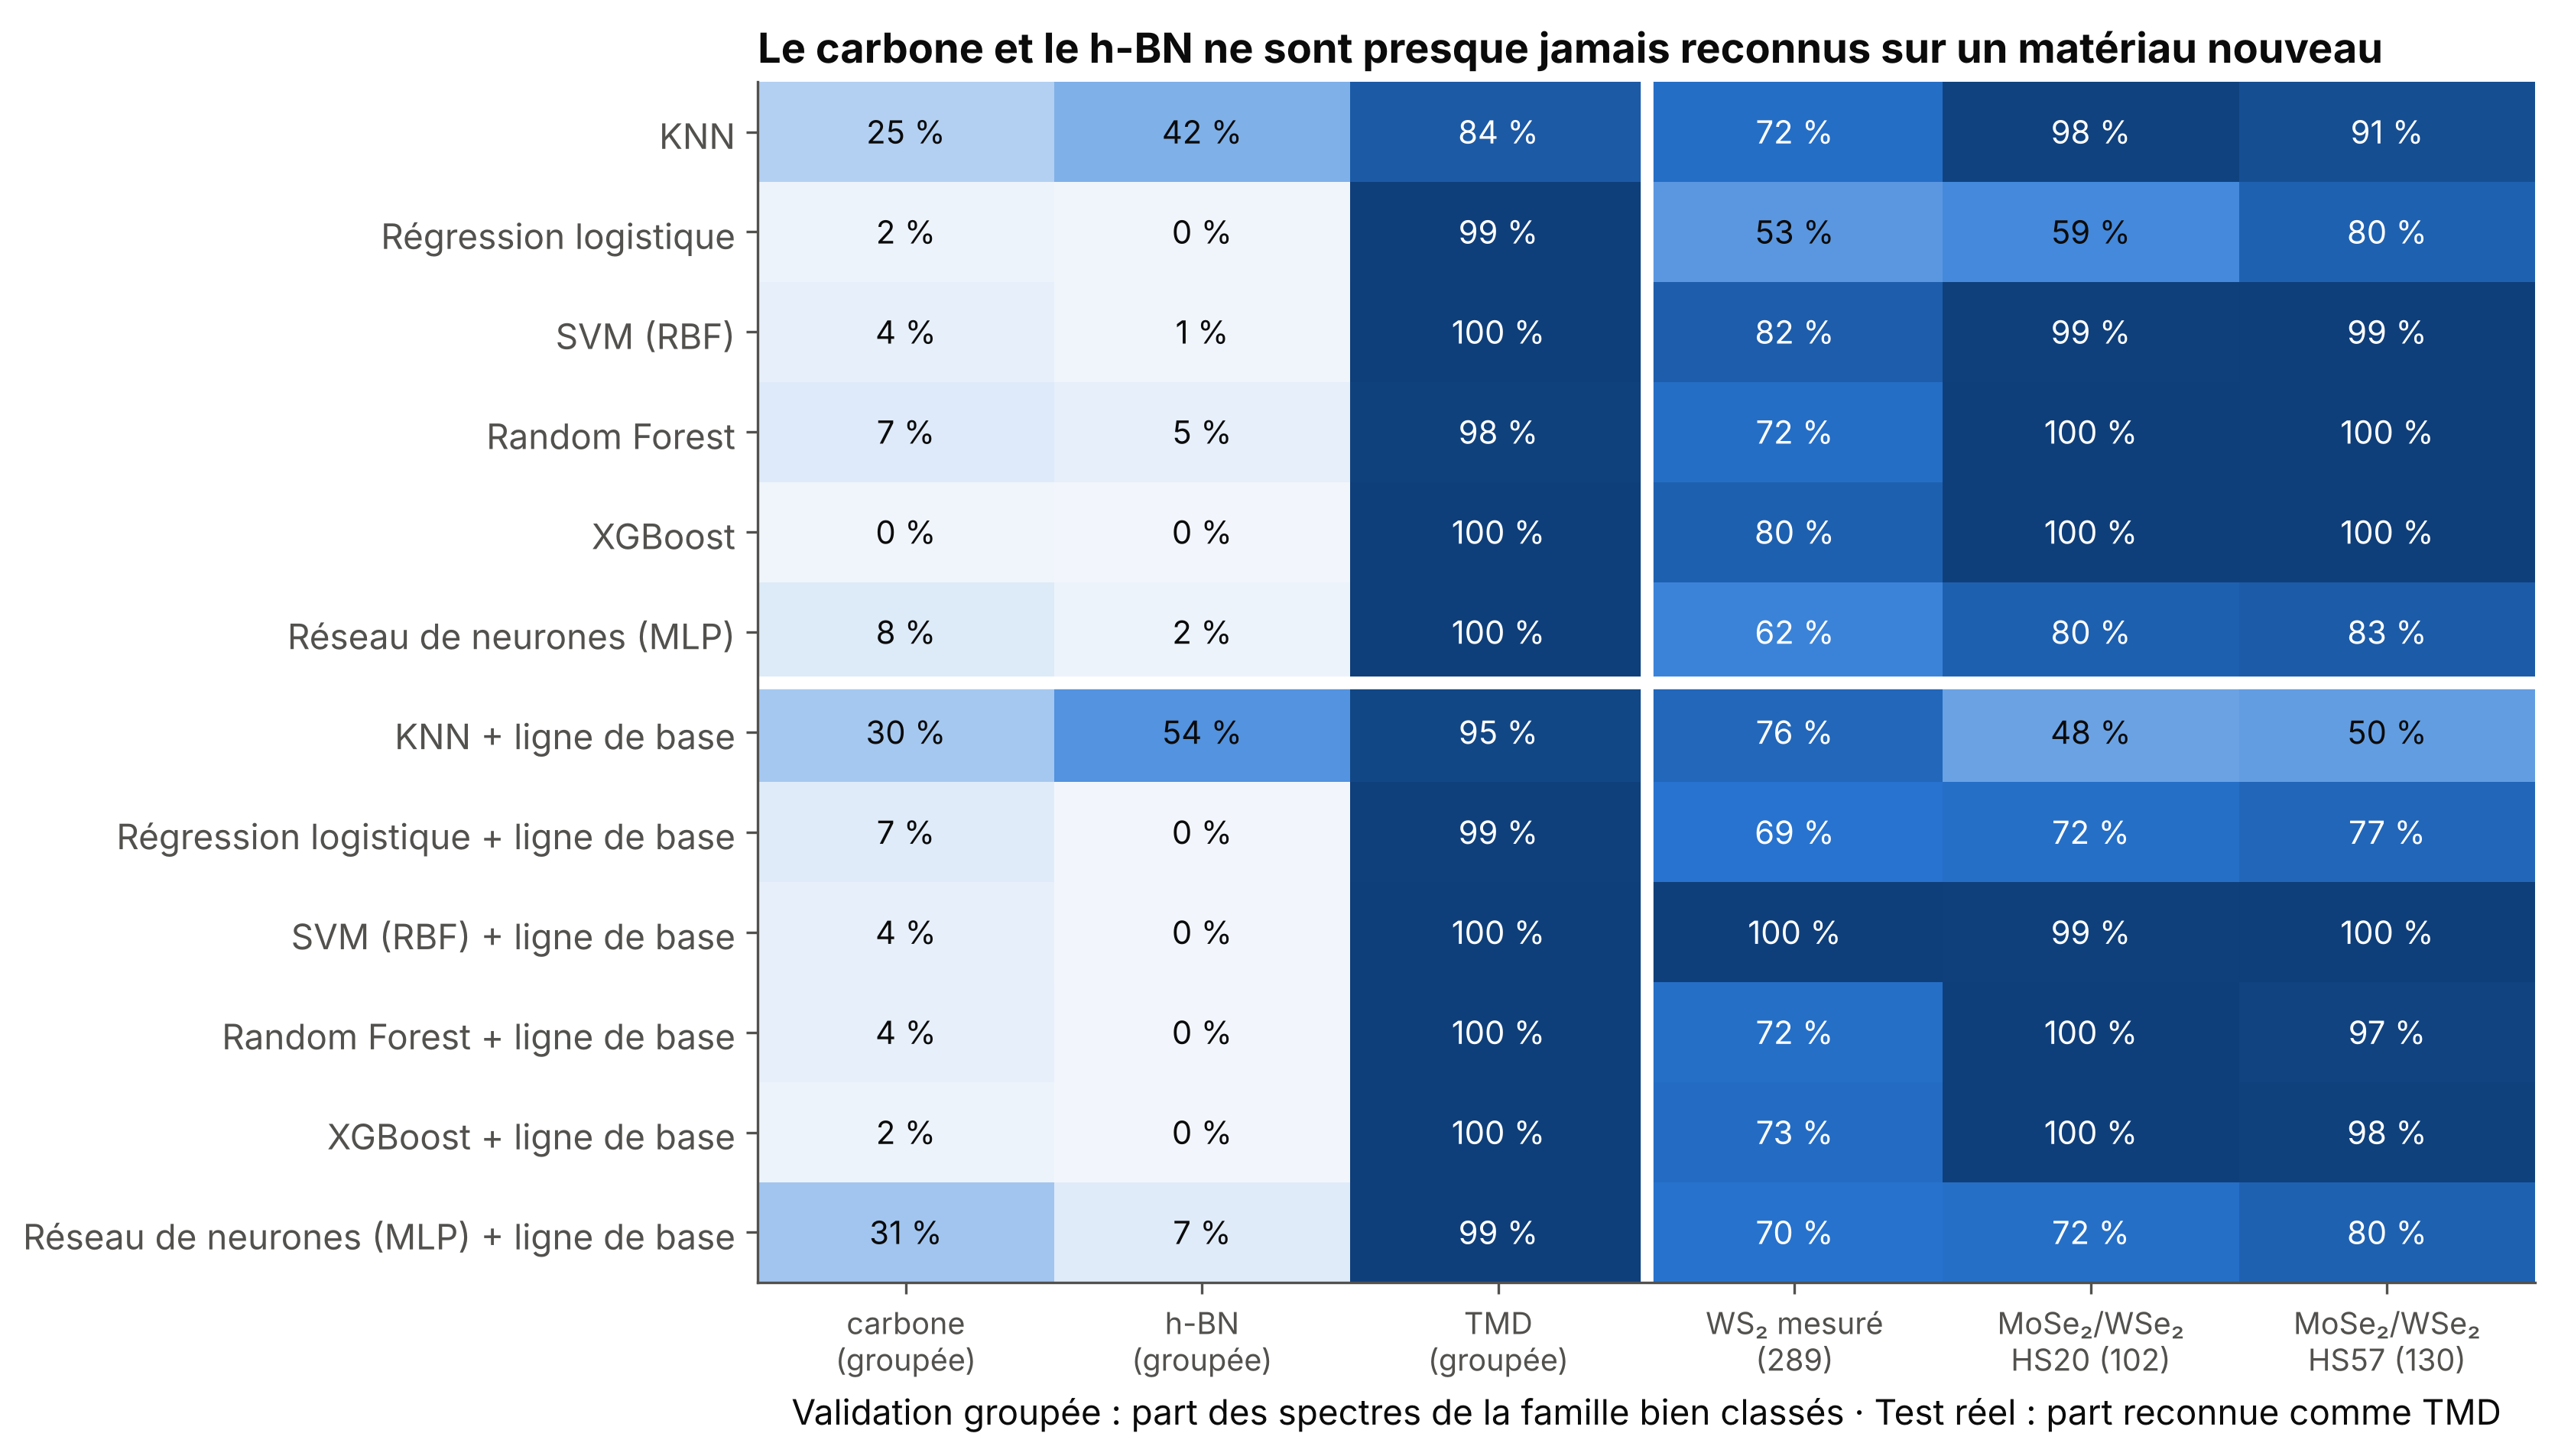 Le carbone et le h-BN ne sont presque jamais reconnus sur un matériau nouveau
KNN 25 % 42 % 84 % 72 % 98 % 91 %
Régression logistique 2 % 0 % 99 % 53 % 59 % 80 %
SVM (RBF) 4 % 1 % 100 % 82 % 99 % 99 %
Random Forest 7 % 5 % 98 % 72 % 100 % 100 %
XGBoost 0 % 0 % 100 % 80 % 100 % 100 %
Réseau de neurones (MLP) 8 % 2 % 100 % 62 % 80 % 83 %
KNN + ligne de base 30 % 54 % 95 % 76 % 48 % 50 %
Régression logistique + ligne de base 7 % 0 % 99 % 69 % 72 % 77 %
SVM (RBF) + ligne de base 4 % 0 % 100 % 100 % 99 % 100 %
Random Forest + ligne de base 4 % 0 % 100 % 72 % 100 % 97 %
XGBoost + ligne de base 2 % 0 % 100 % 73 % 100 % 98 %
Réseau de neurones (MLP) + ligne de base 31 % 7 % 99 % 70 % 72 % 80 %
carbone h-BN TMD WS₂ mesuré MoSe₂/WSe₂ MoSe₂/WSe₂
(groupée) (groupée) (groupée) (289) HS20 (102) HS57 (130)
Validation groupée : part des spectres de la famille bien classés · Test réel : part reconnue comme TMD